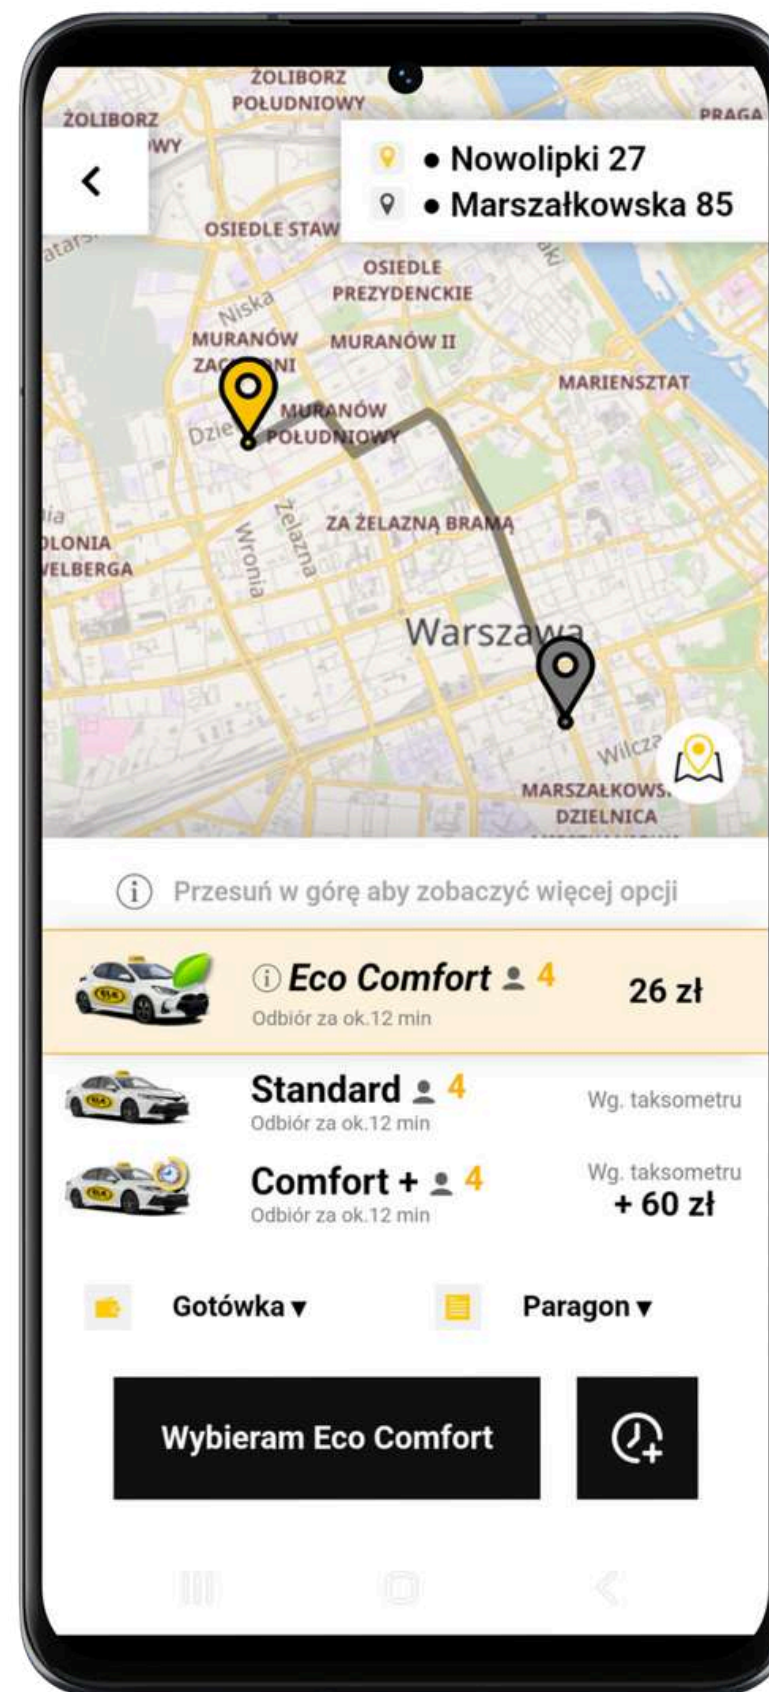 ŻOLIBORZ
POŁUDNIOWY
ŻOLIBORZ
PRAGA
• Nowolipki 27
• Marszałkowska 85
OSIEDLE STAW
OSIEDLE
PREZYDENCKIE
Niska
MURANÓW
MURANÓW II
MARIENSZTAT
MURANÓW
POŁUDNIOWY
Dzie
Żelazna
Wronia
ZA ŻELAZNĄ BRAMĄ
Warszawa
Wilcza
MARSZAŁKOWS
DZIELNICA
Przesuń w górę aby zobaczyć więcej opcji
Eco Comfort 4
26 zł
Odbiór za ok.12 min
Standard 4
Wg. taksometru
Odbiór za ok.12 min
Comfort + 4
Wg. taksometru
+ 60 zł
Odbiór za ok.12 min
Gotówka ▾
Paragon ▾
Wybieram Eco Comfort